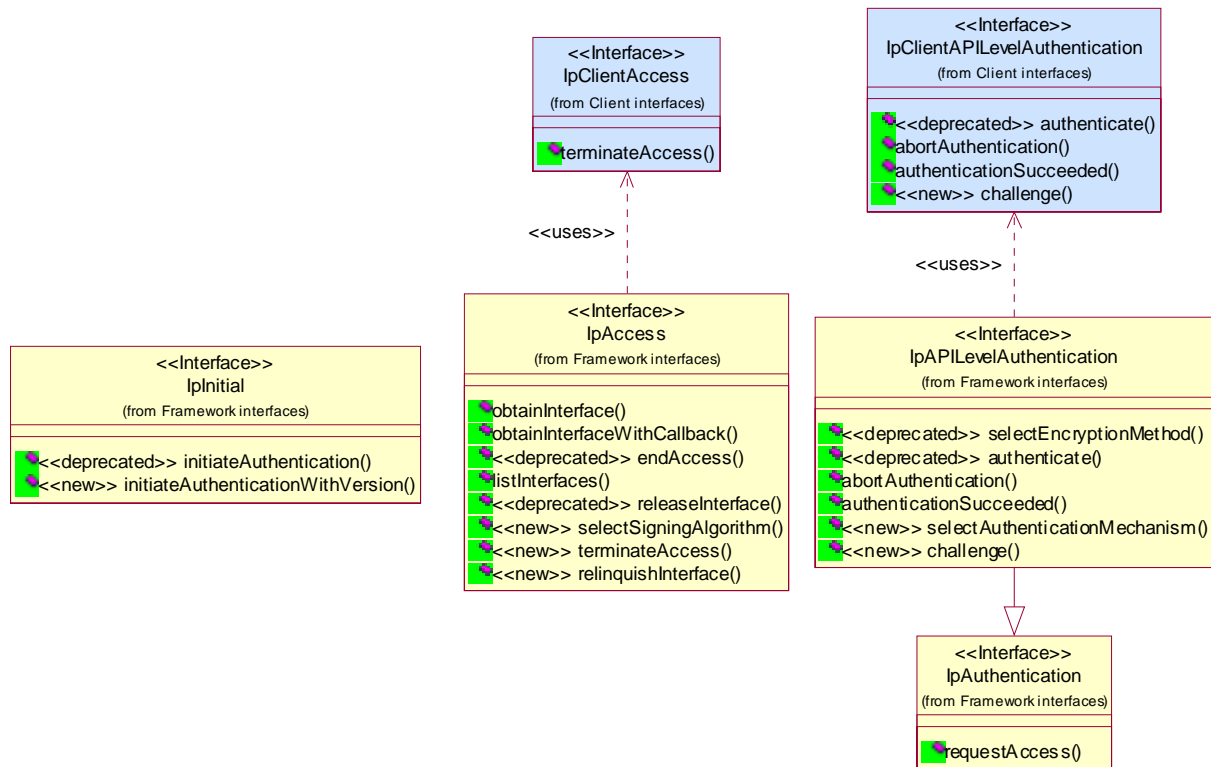 <<Interface>>
IpClientAccess
(from Client interfaces)
terminateAccess()
<<Interface>>
IpClientAPILevelAuthentication
(from Client interfaces)
<<deprecated>> authenticate()
abortAuthentication()
authenticationSucceeded()
<<new>> challenge()
<<uses>>
<<uses>>
<<Interface>>
IpInitial
(from Framework interfaces)
<<deprecated>> initiateAuthentication()
<<new>> initiateAuthenticationWithVersion()
<<Interface>>
IpAccess
(from Framework interfaces)
obtainInterface()
obtainInterfaceWithCallback()
<<deprecated>> endAccess()
listInterfaces()
<<deprecated>> releaseInterface()
<<new>> selectSigningAlgorithm()
<<new>> terminateAccess()
<<new>> relinquishInterface()
<<Interface>>
IpAPILevelAuthentication
(from Framework interfaces)
<<deprecated>> selectEncryptionMethod()
<<deprecated>> authenticate()
abortAuthentication()
authenticationSucceeded()
<<new>> selectAuthenticationMechanism()
<<new>> challenge()
<<Interface>>
IpAuthentication
(from Framework interfaces)
requestAccess()